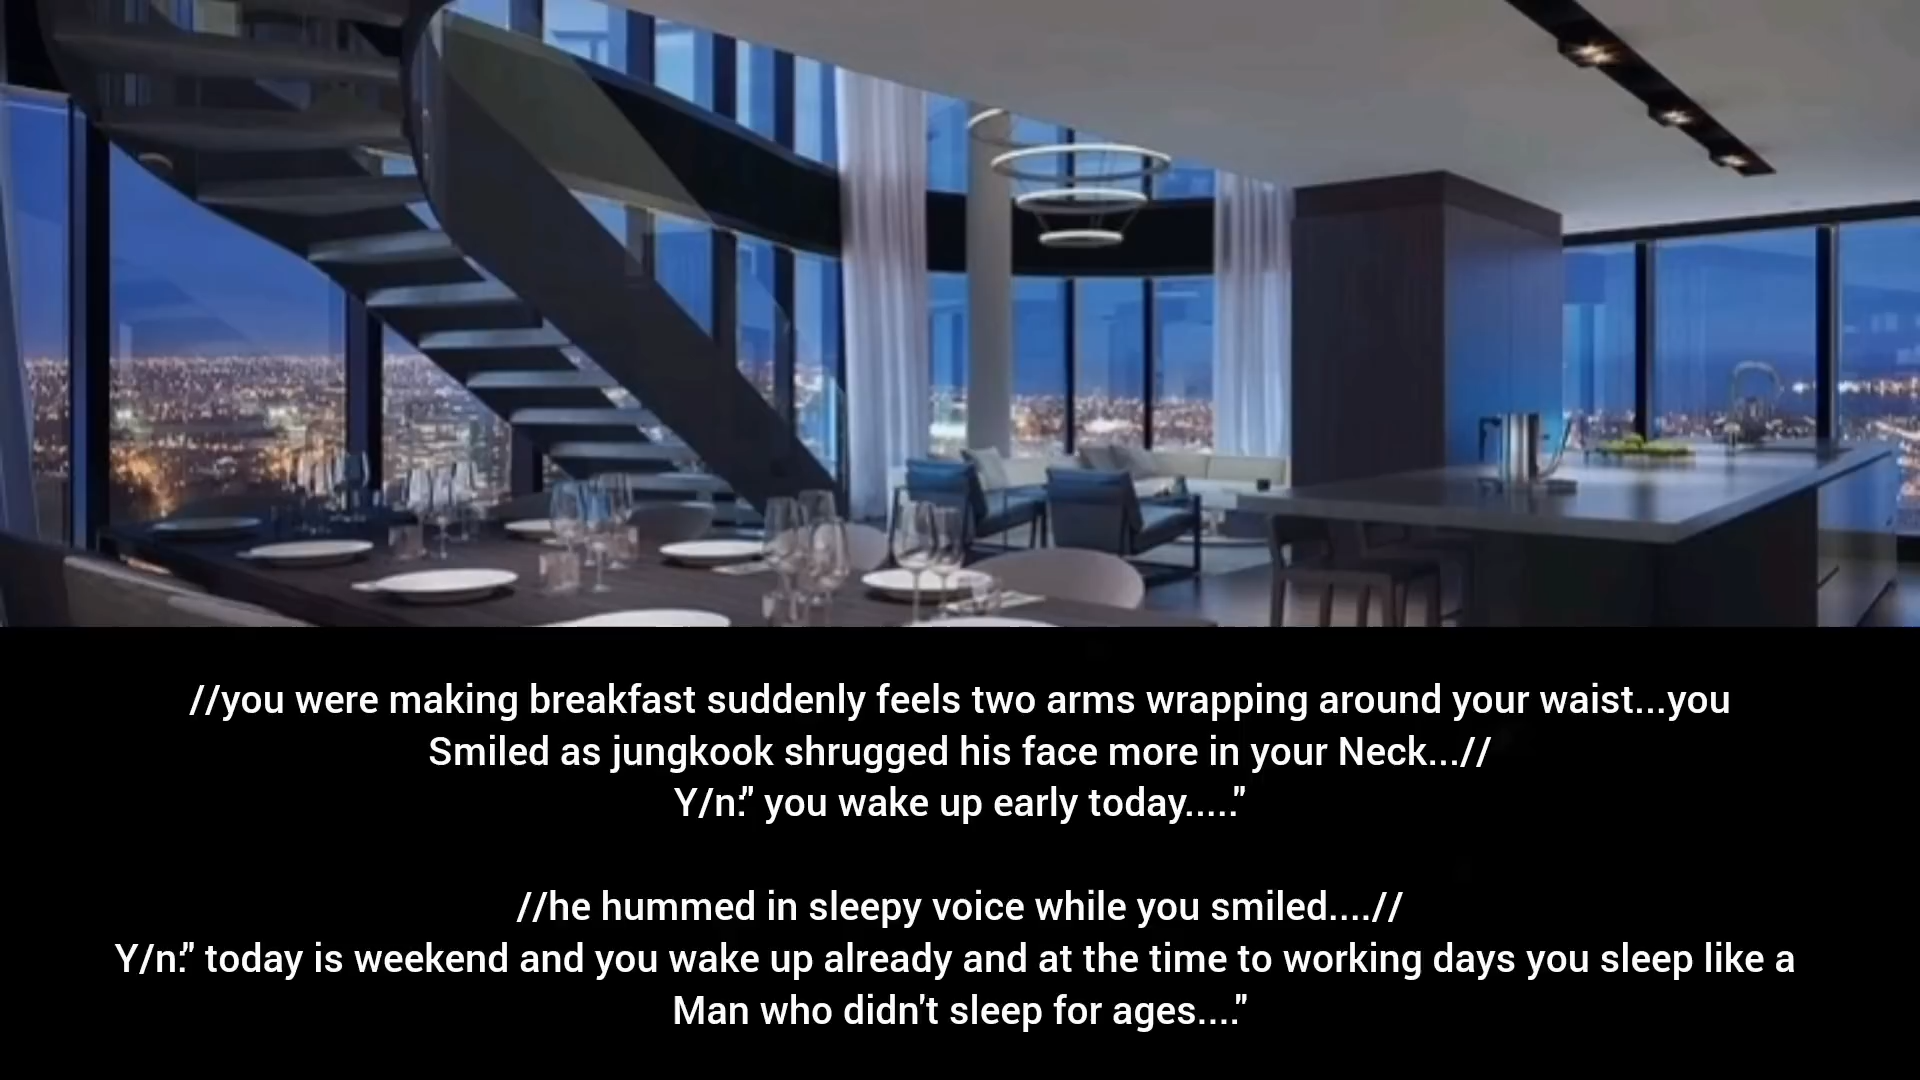 //you were making breakfast suddenly feels two arms wrapping around your waist...you
Smiled as jungkook shrugged his face more in your Neck...//
Y/n:" you wake up early today....."
//he hummed in sleepy voice while you smiled....//
Y/n:" today is weekend and you wake up already and at the time to working days you sleep like a
Man who didn't sleep for ages...."